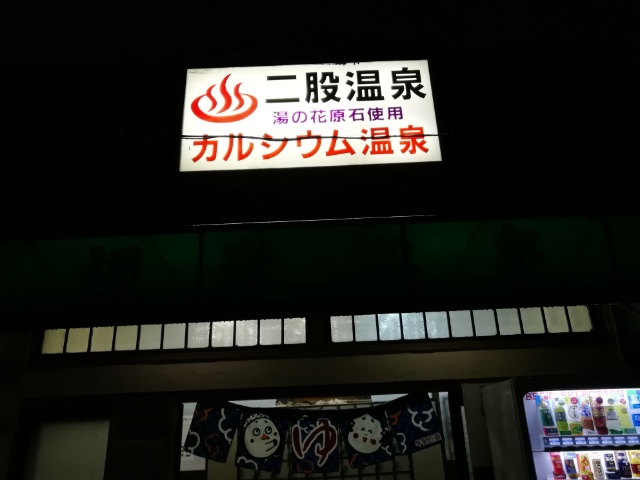 二股温泉
湯の花原石使用
カルシウム温泉
ゆ